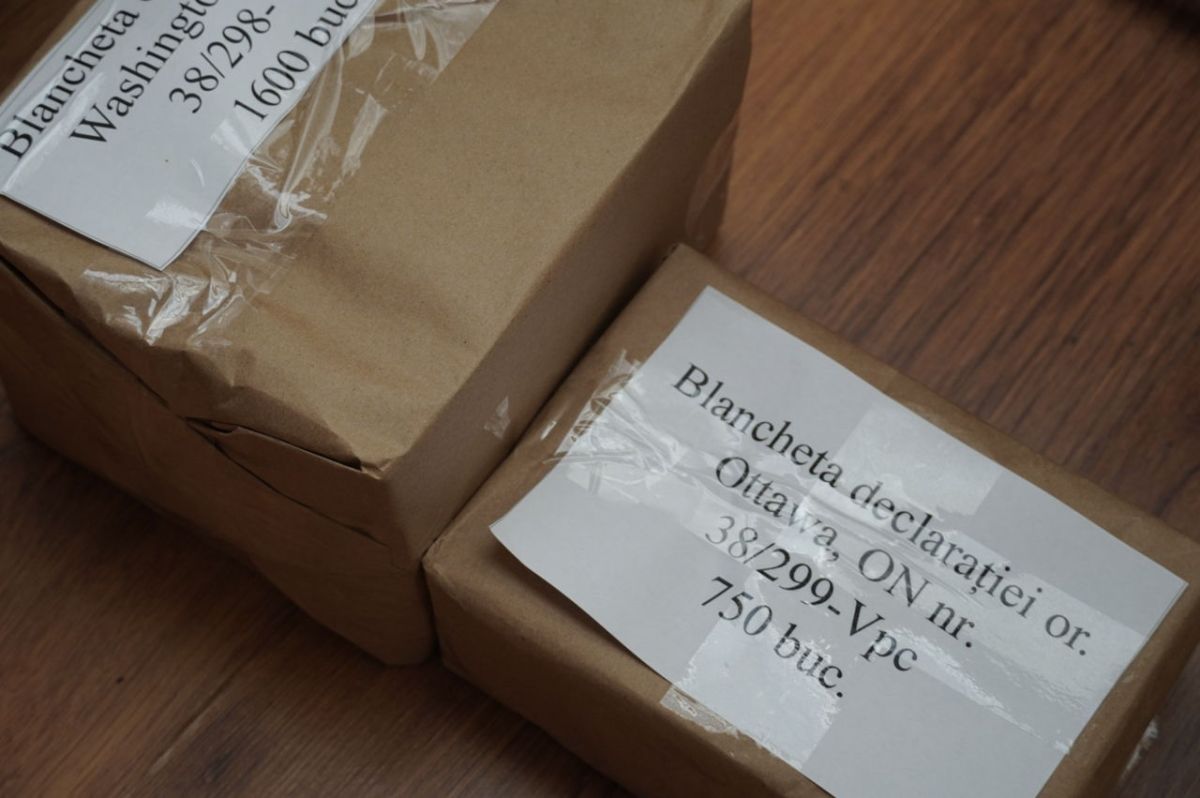 Blancheta
Washingto
38/298-
1600 buc
Blancheta declarației or.
Ottawa, ON nr.
38/299-Vpc
750 buc.